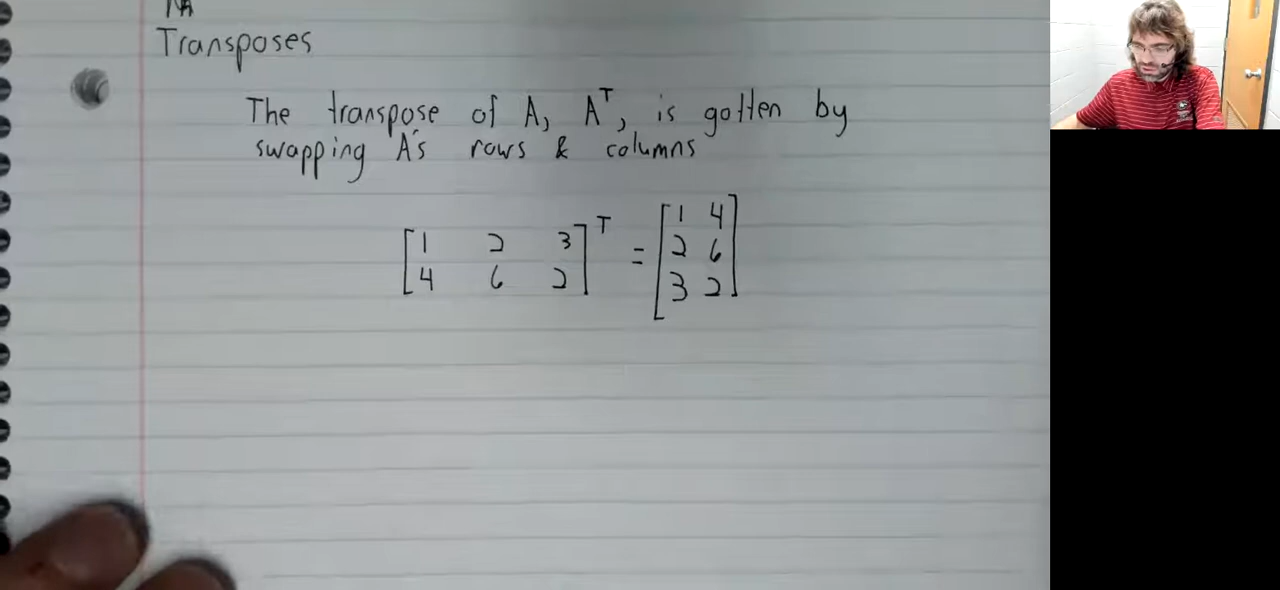 Transposes
The transpose of A, Aᵀ, is gotten by
swapping A's rows & columns
[1 2 3]ᵀ = [1 4]
[4 6 2] [2 6]
[3 2]